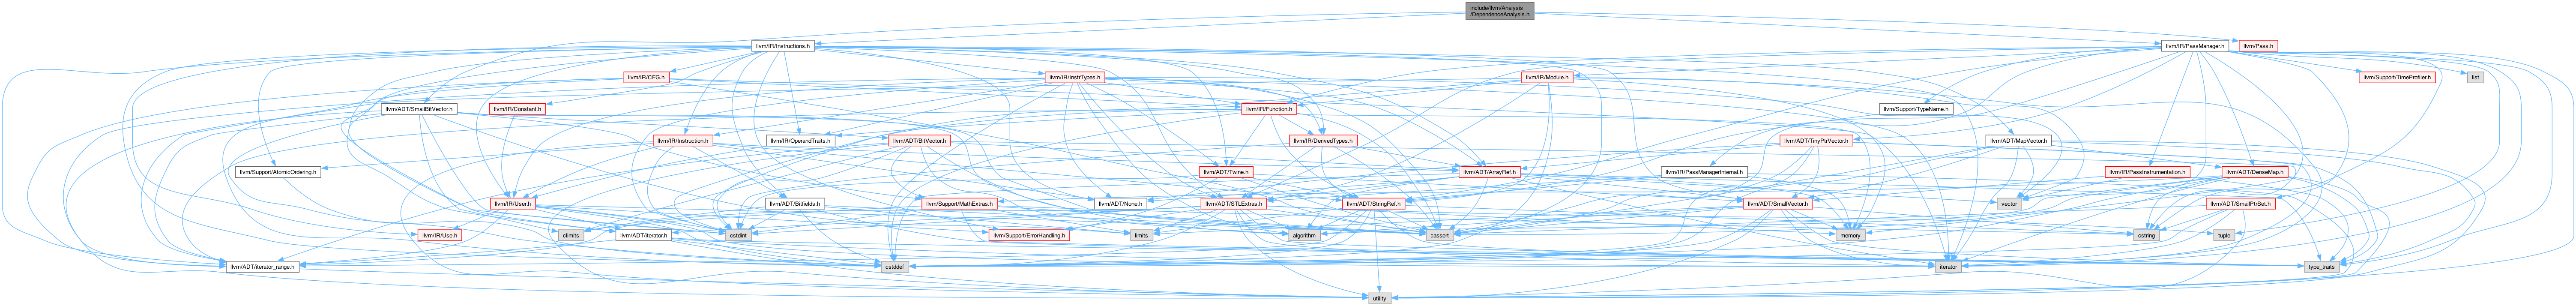 include/llvm/Analysis
/DependenceAnalysis.h
llvm/IR/Instructions.h
llvm/IR/PassManager.h
llvm/Pass.h
llvm/IR/CFG.h
llvm/IR/InstrTypes.h
llvm/IR/Module.h
llvm/Support/TimeProfiler.h
list
llvm/ADT/SmallBitVector.h
llvm/IR/Constant.h
llvm/IR/Function.h
llvm/Support/TypeName.h
llvm/IR/Instruction.h
llvm/IR/OperandTraits.h
llvm/ADT/BitVector.h
llvm/IR/DerivedTypes.h
llvm/ADT/TinyPtrVector.h
llvm/ADT/MapVector.h
llvm/Support/AtomicOrdering.h
llvm/ADT/Twine.h
llvm/ADT/ArrayRef.h
llvm/IR/PassManagerInternal.h
llvm/IR/PassInstrumentation.h
llvm/ADT/DenseMap.h
llvm/IR/User.h
llvm/ADT/Bitfields.h
llvm/Support/MathExtras.h
llvm/ADT/None.h
llvm/ADT/STLExtras.h
llvm/ADT/StringRef.h
llvm/ADT/SmallVector.h
vector
llvm/ADT/SmallPtrSet.h
llvm/IR/Use.h
climits
llvm/ADT/iterator.h
cstdint
llvm/Support/ErrorHandling.h
limits
algorithm
cassert
memory
cstring
tuple
llvm/ADT/iterator_range.h
cstddef
iterator
type_traits
utility